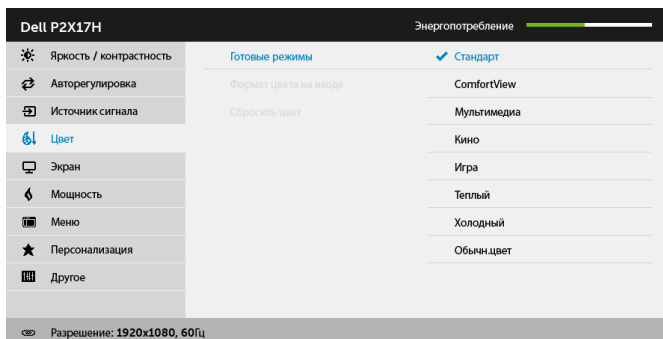 Dell P2X17H Энергопотребление
Яркость / контрастность Готовые режимы Стандарт
Авторегулировка Формат цвета на входе ComfortView
Источник сигнала Сбросить цвет Мультимедиа
Цвет Кино
Экран Игра
Мощность Теплый
Меню Холодный
Персонализация Обычн.цвет
Другое
Разрешение: 1920x1080, 60Гц